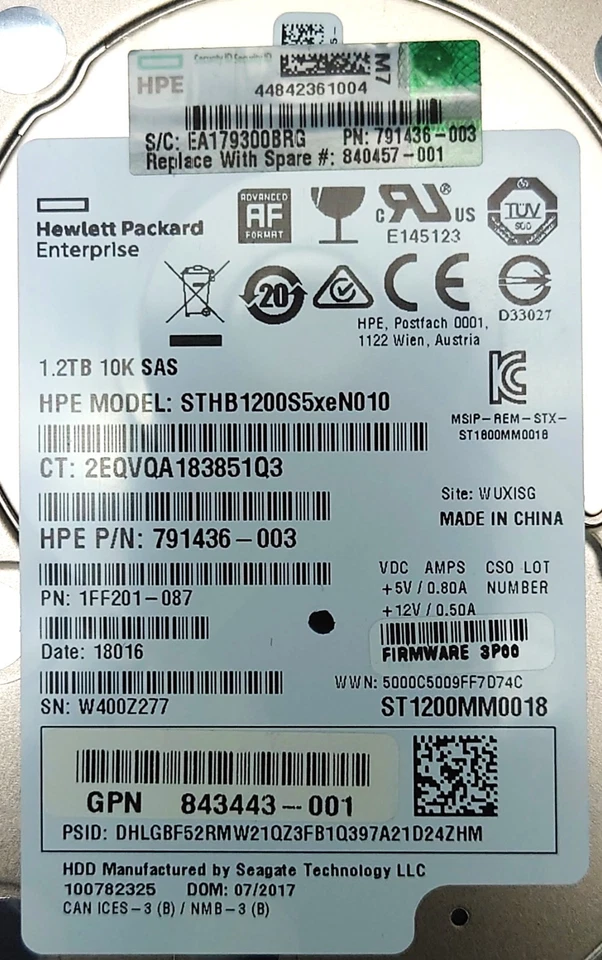 HPE
44842361004
M7
S/C: EA179300BRG PN: 791436-003
Replace With Spare #: 840457-001
Hewlett Packard
Enterprise
ADVANCED
AF
FORMAT
c RU US
E145123
TÜV
SUD
20
CE
D33027
HPE, Postfach 0001,
1122 Wien, Austria
1.2TB 10K SAS
HPE MODEL: STHB1200S5xeN010
MSIP-REM-STX-
ST1800MM0018
CT: 2EQVQA183851Q3
Site: WUXISG
MADE IN CHINA
HPE P/N: 791436-003
VDC AMPS CSO LOT
+5V / 0.80A NUMBER
+12V / 0.50A
PN: 1FF201-087
Date: 18016
FIRMWARE 3P00
WWN: 5000C5009FF7D74C
SN: W400Z277
ST1200MM0018
GPN 843443-001
PSID: DHLGBF52RMW21QZ3FB1Q397A21D24ZHM
HDD Manufactured by Seagate Technology LLC
100782325 DOM: 07/2017
CAN ICES-3 (B) / NMB-3 (B)